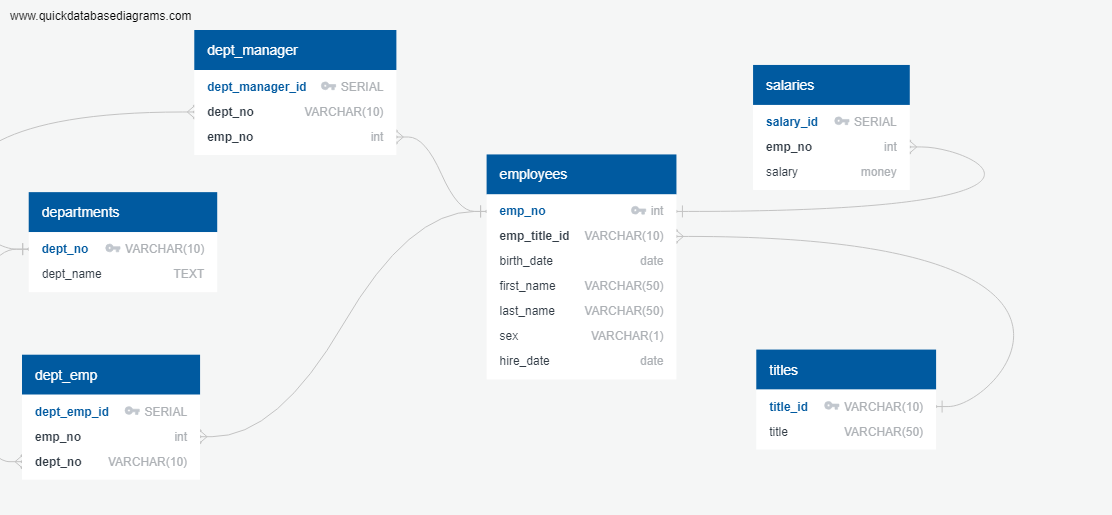 www.quickdatabasediagrams.com
dept_manager
dept_manager_id SERIAL
dept_no VARCHAR(10)
emp_no int
departments
dept_no VARCHAR(10)
dept_name TEXT
dept_emp
dept_emp_id SERIAL
emp_no int
dept_no VARCHAR(10)
employees
emp_no int
emp_title_id VARCHAR(10)
birth_date date
first_name VARCHAR(50)
last_name VARCHAR(50)
sex VARCHAR(1)
hire_date date
salaries
salary_id SERIAL
emp_no int
salary money
titles
title_id VARCHAR(10)
title VARCHAR(50)